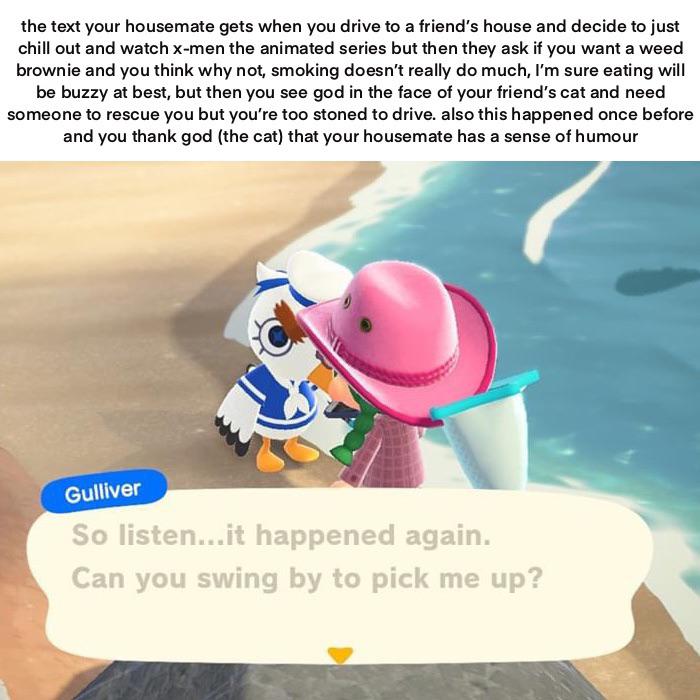 the text your housemate gets when you drive to a friend's house and decide to just
chill out and watch x-men the animated series but then they ask if you want a weed
brownie and you think why not, smoking doesn't really do much, I'm sure eating will
be buzzy at best, but then you see god in the face of your friend's cat and need
someone to rescue you but you're too stoned to drive. also this happened once before
and you thank god (the cat) that your housemate has a sense of humour
Gulliver
So listen...it happened again.
Can you swing by to pick me up?